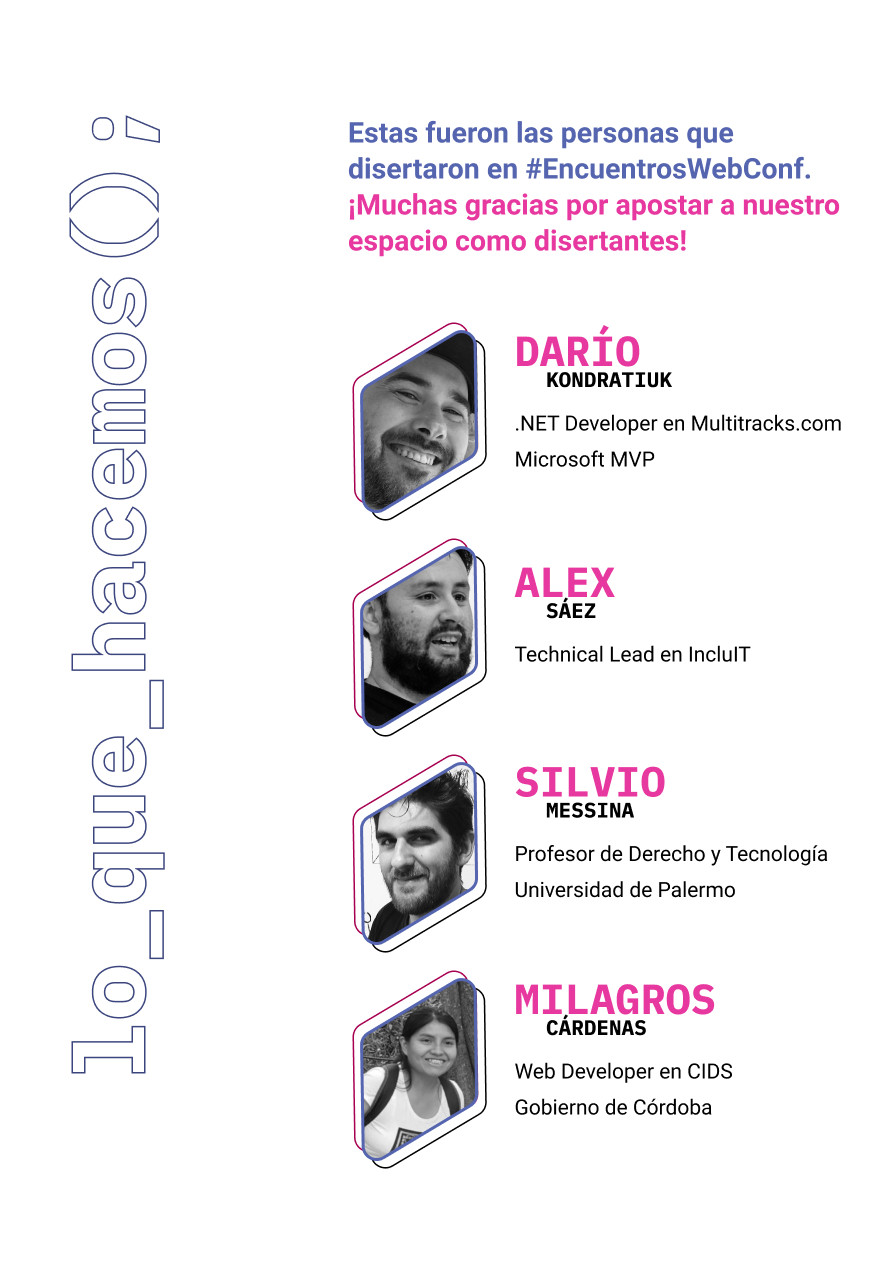 lo_que_hacemos();
Estas fueron las personas que
disertaron en #EncuentrosWebConf.
¡Muchas gracias por apostar a nuestro
espacio como disertantes!
DARÍO
KONDRATIUK
.NET Developer en Multitracks.com
Microsoft MVP
ALEX
SÁEZ
Technical Lead en IncluIT
SILVIO
MESSINA
Profesor de Derecho y Tecnología
Universidad de Palermo
MILAGROS
CÁRDENAS
Web Developer en CIDS
Gobierno de Córdoba